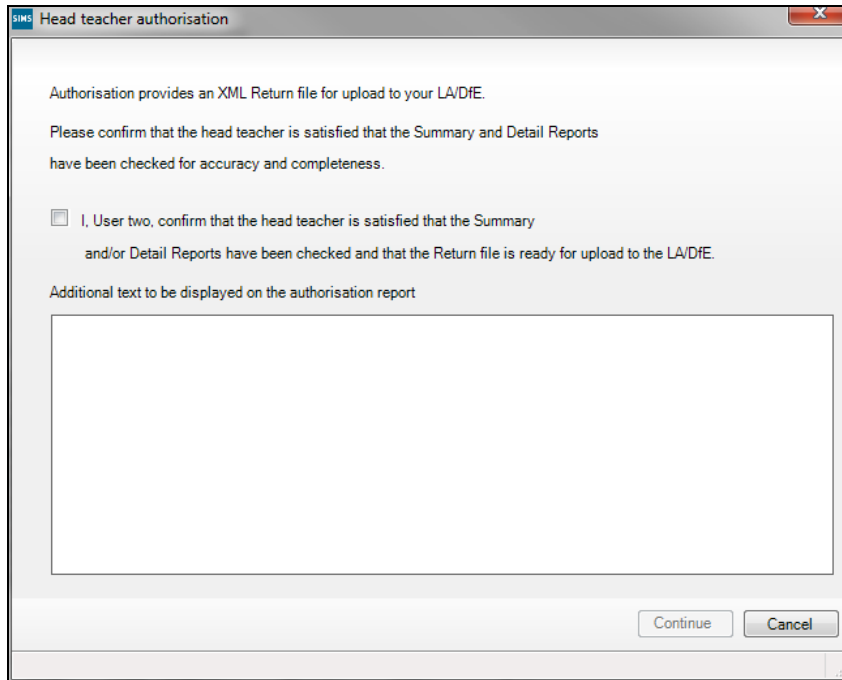 SIMS Head teacher authorisation
Authorisation provides an XML Return file for upload to your LA/DfE.
Please confirm that the head teacher is satisfied that the Summary and Detail Reports
have been checked for accuracy and completeness.
I, User two, confirm that the head teacher is satisfied that the Summary
and/or Detail Reports have been checked and that the Return file is ready for upload to the LA/DfE.
Additional text to be displayed on the authorisation report
Continue Cancel